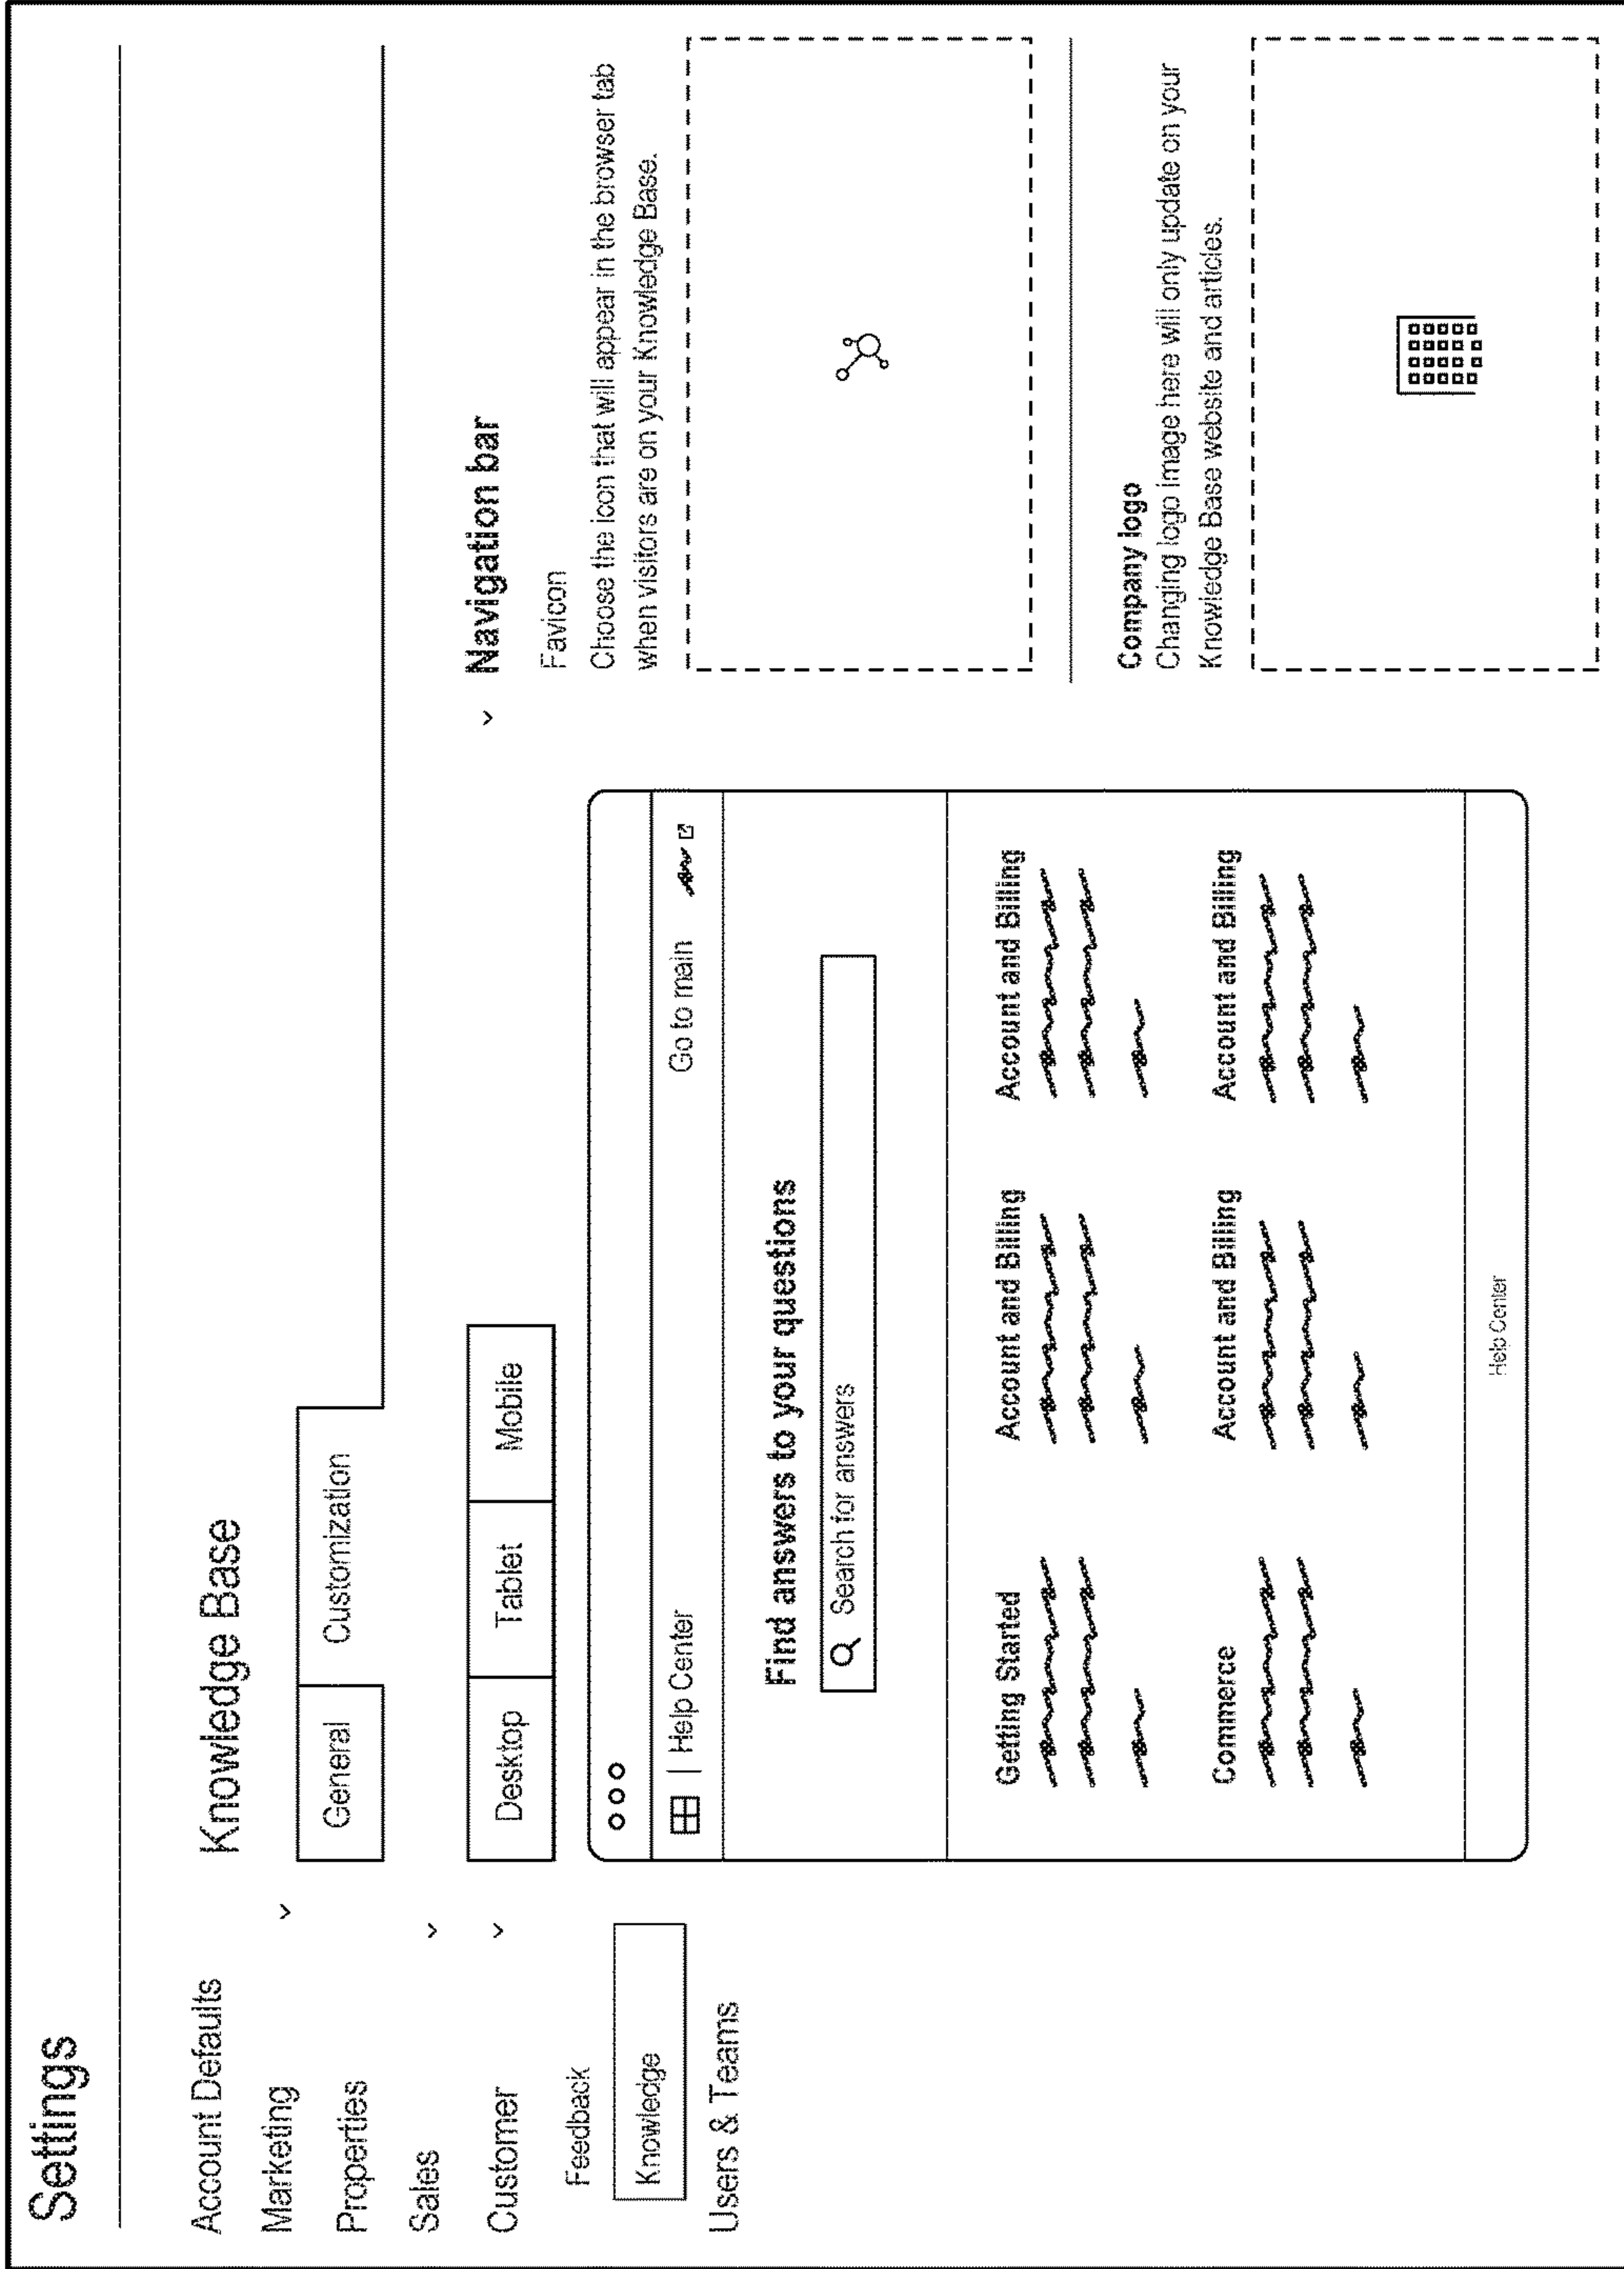 Settings
Account Defaults
Marketing
Properties
Sales
Customer
Feedback
Knowledge
Users & Teams
Knowledge Base
General
Customization
Desktop
Tablet
Mobile
Help Center
Go to main
Find answers to your questions
Search for answers
Getting Started
Account and Billing
Account and Billing
Commerce
Account and Billing
Account and Billing
Help Center
Navigation bar
Favicon
Choose the icon that will appear in the browser tab
when visitors are on your Knowledge Base.
Company logo
Changing logo image here will only update on your
Knowledge Base website and articles.